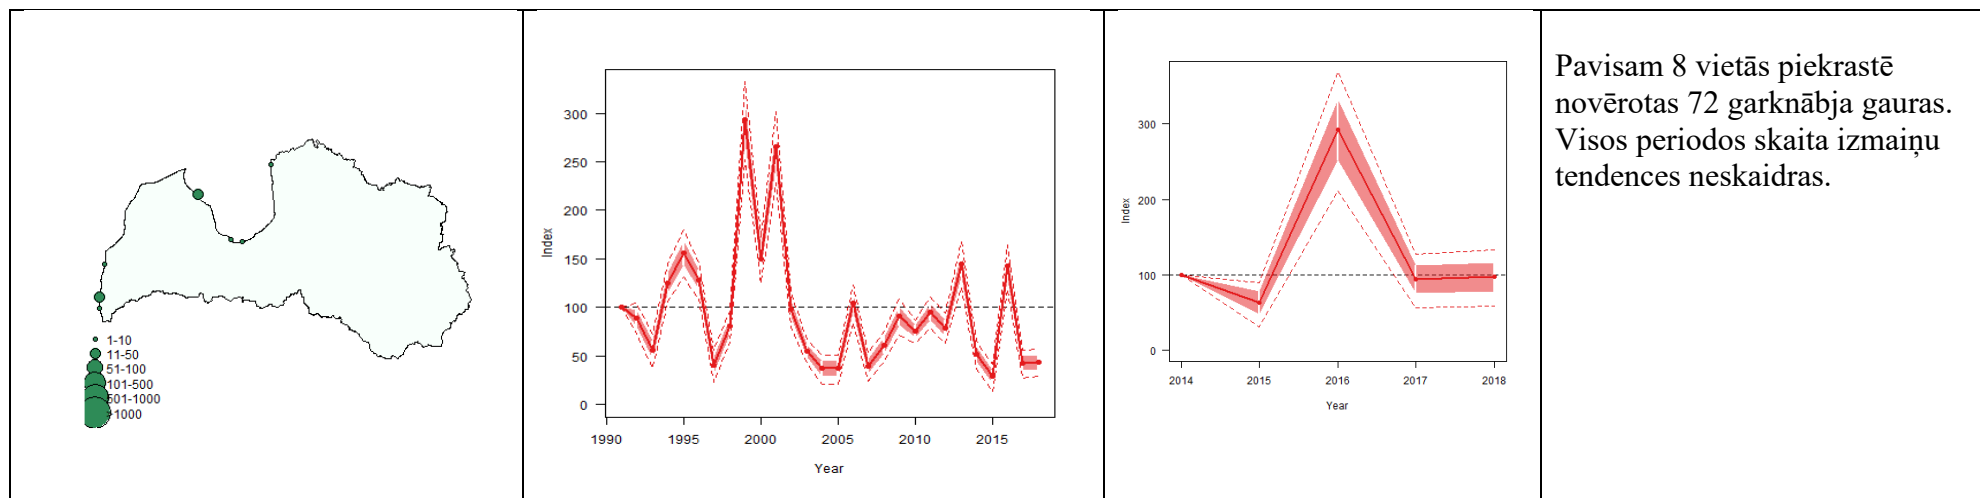 1-10
11-50
51-100
101-500
501-1000
>1000
Index
300
250
200
150
100
50
0
1990 1995 2000 2005 2010 2015
Year
Index
300
200
100
0
2014 2015 2016 2017 2018
Year
Pavisam 8 vietās piekrastē
novērotas 72 garknābja gauras.
Visos periodos skaita izmaiņu
tendences neskaidras.